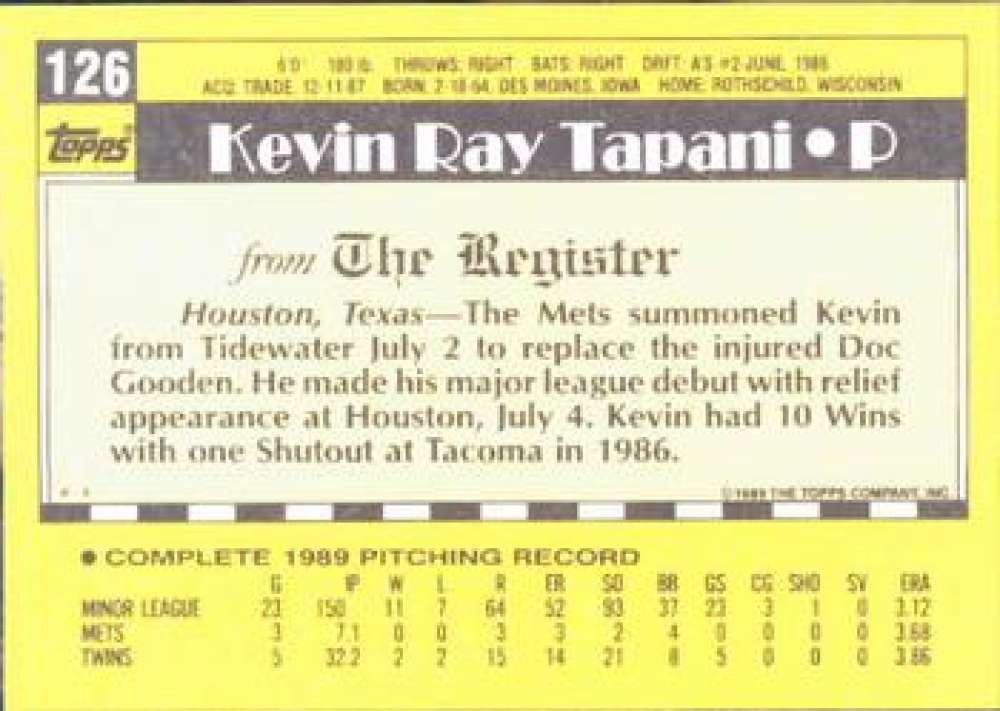 126
6'0" 180 lb. THROWS: RIGHT BATS: RIGHT DRFT: A'S #2-JUNE, 1986
ACQ: TRADE, 12-11-87 BORN: 2-18-64, DES MOINES, IOWA HOME: ROTHSCHILD, WISCONSIN
TOPPS®
Kevin Ray Tapani • P
from The Register
Houston, Texas—The Mets summoned Kevin
from Tidewater July 2 to replace the injured Doc
Gooden. He made his major league debut with relief
appearance at Houston, July 4. Kevin had 10 Wins
with one Shutout at Tacoma in 1986.
©1989 THE TOPPS COMPANY, INC.
● COMPLETE 1989 PITCHING RECORD
G IP W L R ER SO BB GS CG SHO SV ERA
MINOR LEAGUE 23 150 11 7 64 52 93 37 23 3 1 0 3.12
METS 3 7.1 0 0 3 3 2 4 0 0 0 0 3.68
TWINS 5 32.2 2 2 15 14 21 8 5 0 0 0 3.86